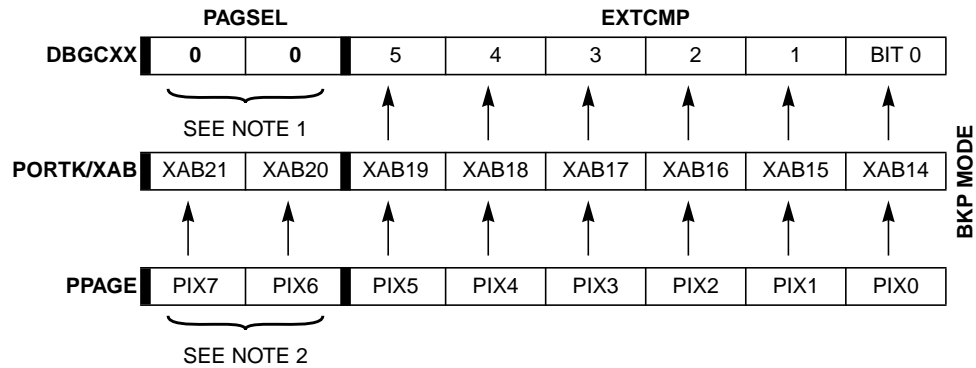 PAGSEL EXTCMP
DBGCXX 0 0 5 4 3 2 1 BIT 0
SEE NOTE 1
PORTK/XAB XAB21 XAB20 XAB19 XAB18 XAB17 XAB16 XAB15 XAB14
BKP MODE
PPAGE PIX7 PIX6 PIX5 PIX4 PIX3 PIX2 PIX1 PIX0
SEE NOTE 2